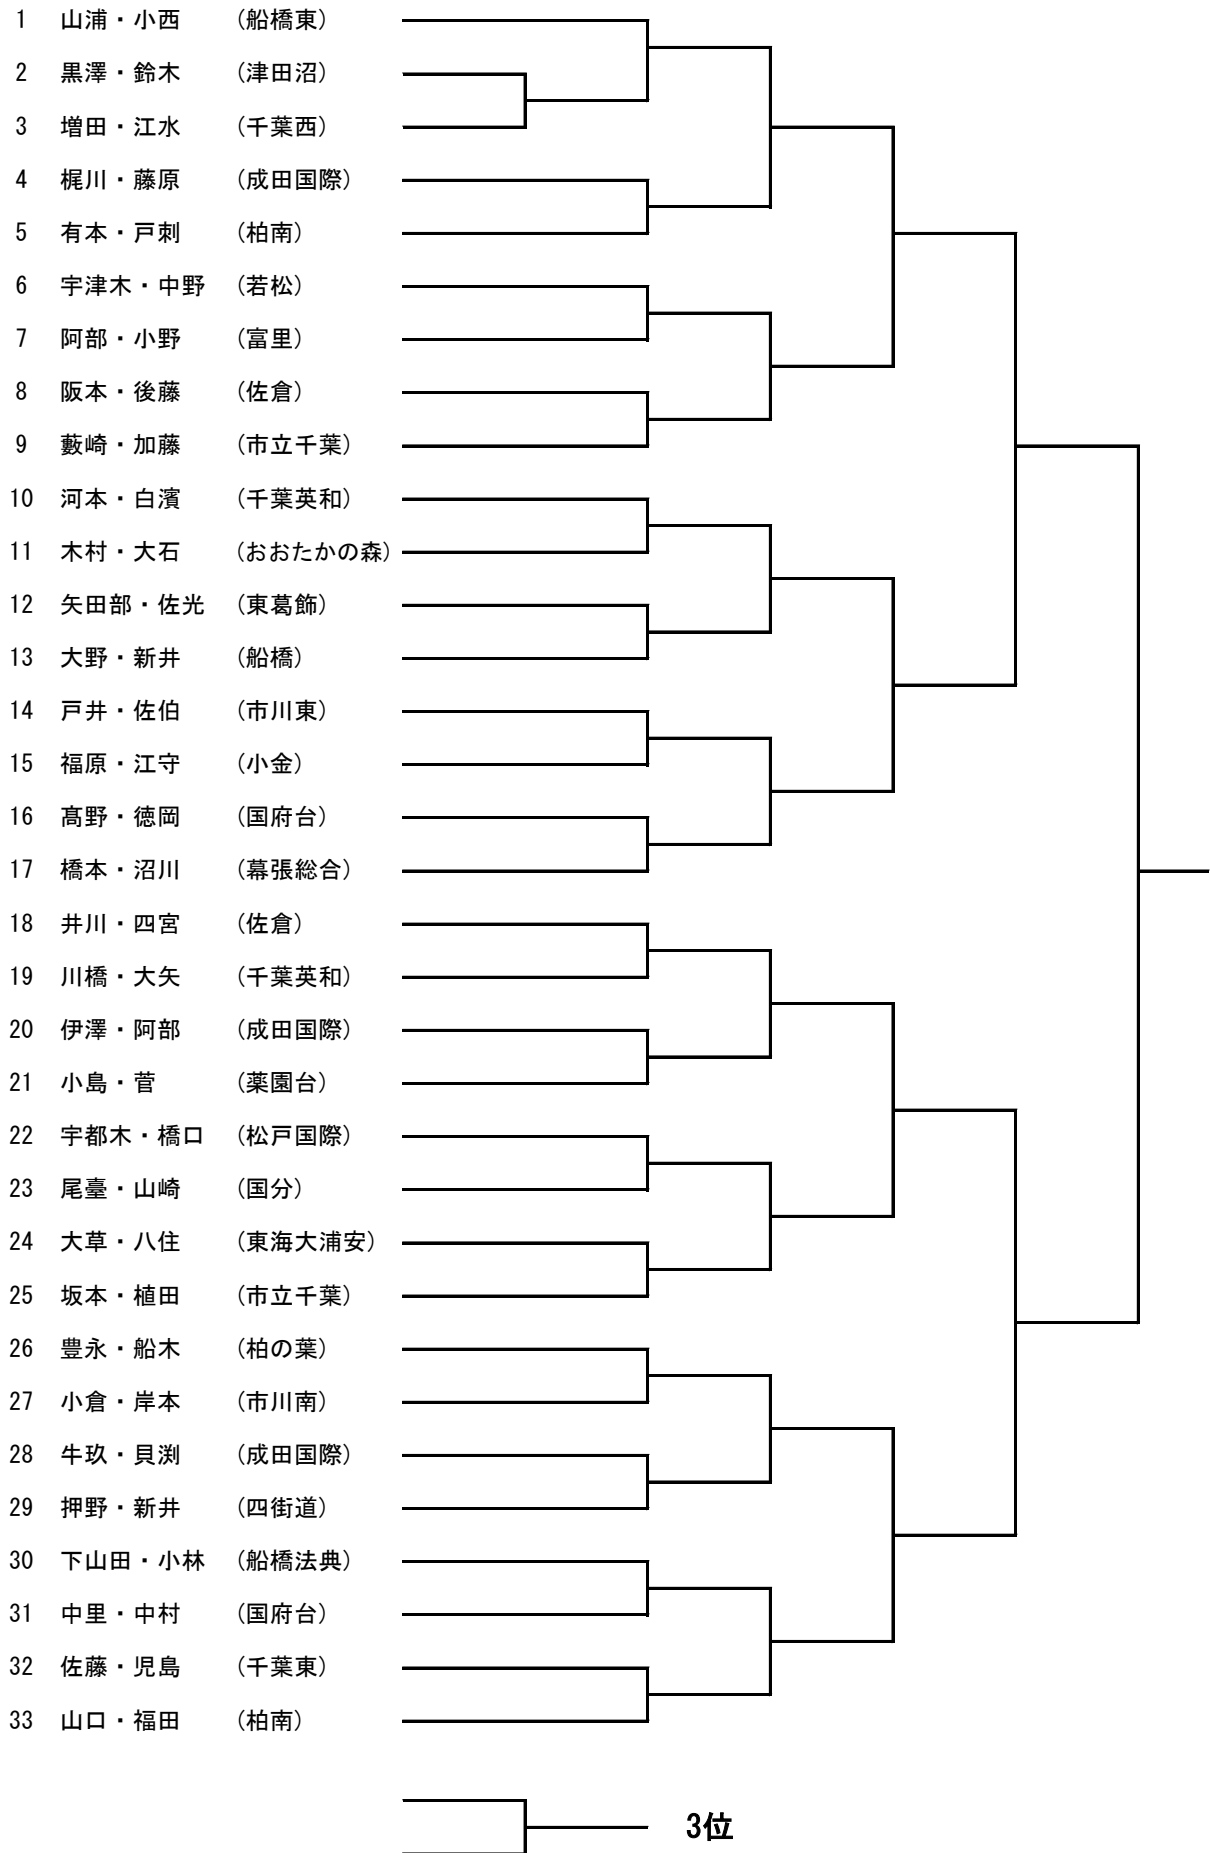 1 山浦・小西 (船橋東)
2 黒澤・鈴木 (津田沼)
3 増田・江水 (千葉西)
4 梶川・藤原 (成田国際)
5 有本・戸刺 (柏南)
6 宇津木・中野 (若松)
7 阿部・小野 (富里)
8 阪本・後藤 (佐倉)
9 藪崎・加藤 (市立千葉)
10 河本・白濱 (千葉英和)
11 木村・大石 (おおたかの森)
12 矢田部・佐光 (東葛飾)
13 大野・新井 (船橋)
14 戸井・佐伯 (市川東)
15 福原・江守 (小金)
16 髙野・徳岡 (国府台)
17 橋本・沼川 (幕張総合)
18 井川・四宮 (佐倉)
19 川橋・大矢 (千葉英和)
20 伊澤・阿部 (成田国際)
21 小島・菅 (薬園台)
22 宇都木・橋口 (松戸国際)
23 尾臺・山崎 (国分)
24 大草・八住 (東海大浦安)
25 坂本・植田 (市立千葉)
26 豊永・船木 (柏の葉)
27 小倉・岸本 (市川南)
28 牛玖・貝渕 (成田国際)
29 押野・新井 (四街道)
30 下山田・小林 (船橋法典)
31 中里・中村 (国府台)
32 佐藤・児島 (千葉東)
33 山口・福田 (柏南)
3位